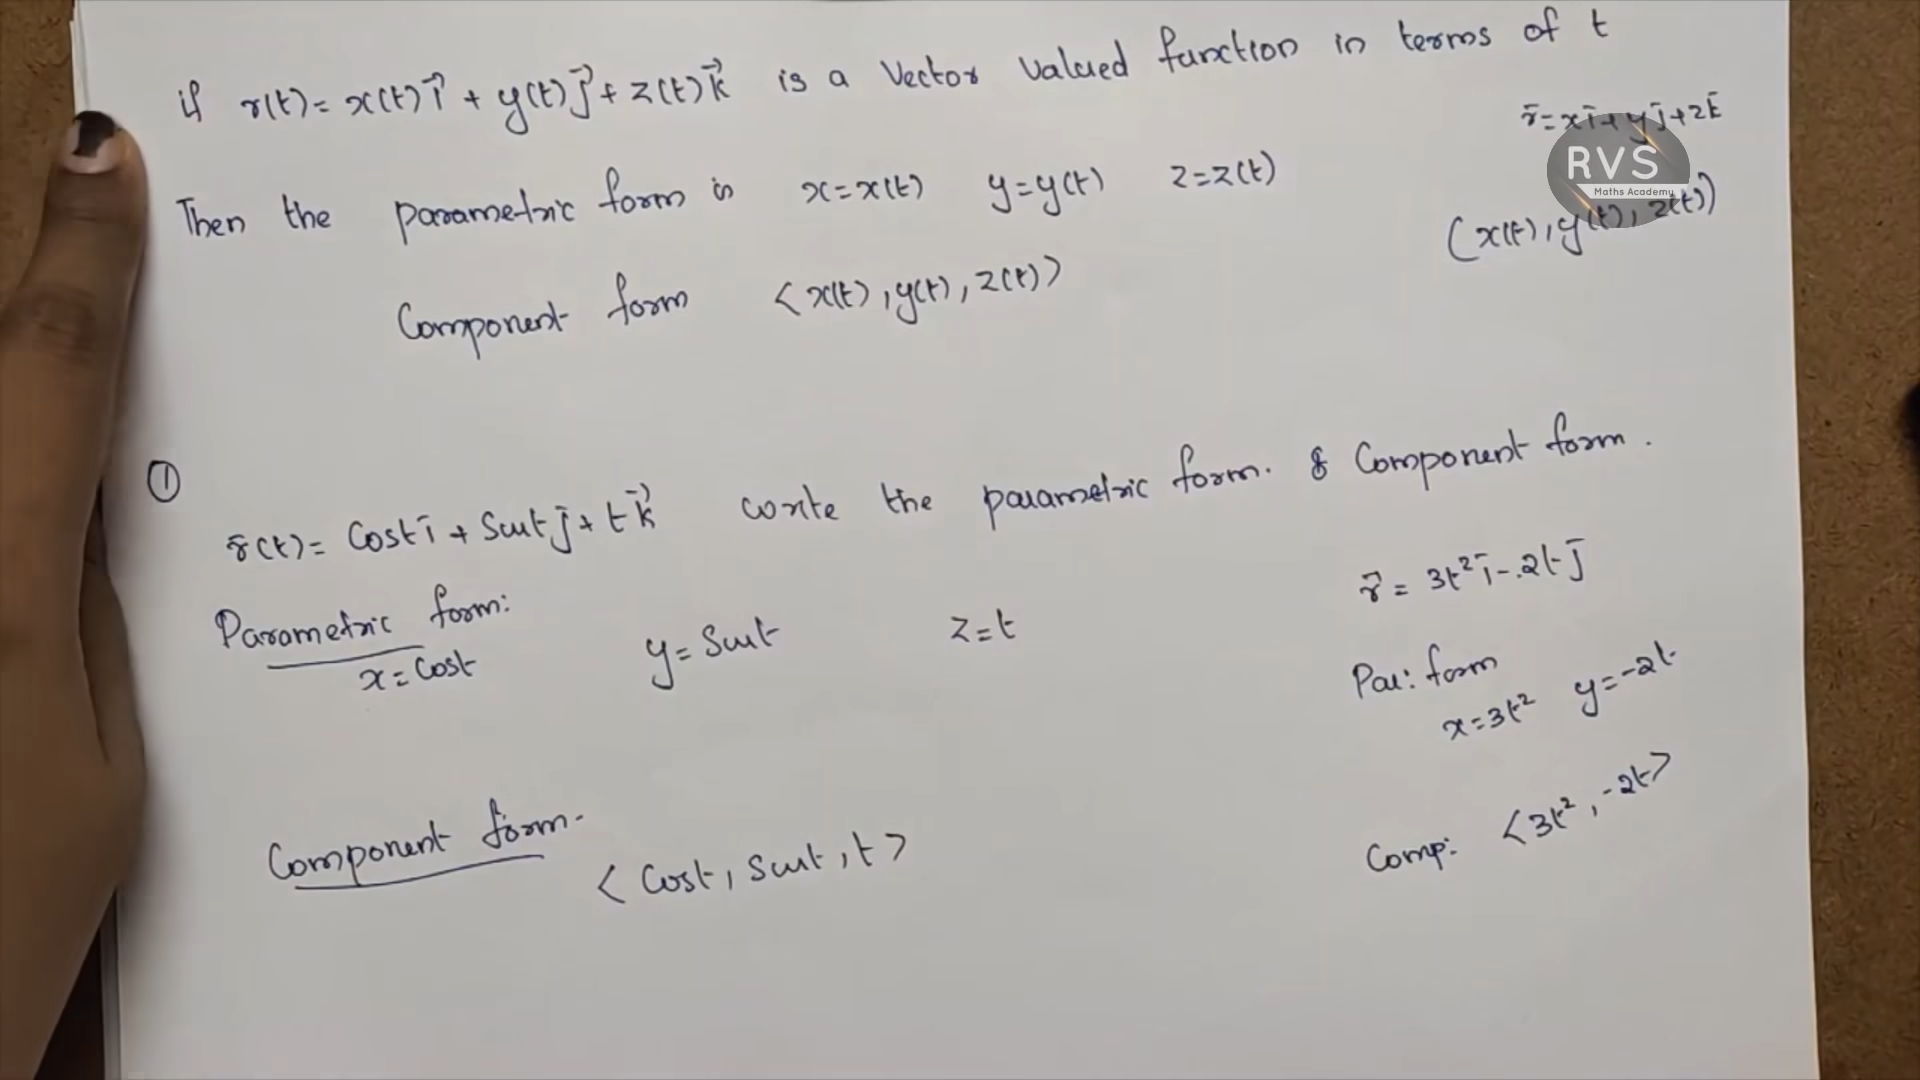 if r(t) = x(t)i⃗ + y(t)j⃗ + z(t)k⃗ is a Vector Valued function in terms of t
r̄ = xī + yj̄ + zk̄
RVS
Maths Academy
Then the parametric form is x = x(t) y = y(t) z = z(t)
(x(t), y(t), z(t))
Component form <x(t), y(t), z(t)>
①
r̄(t) = Cost ī + Sint j̄ + t k⃗ write the parametric form. & Component form.
r⃗ = 3t² ī - 2t j̄
Parametric form:
x = Cost y = Sint z = t
Par: form
x = 3t² y = -2t
Component form.
< Cost, Sint, t >
Comp: <3t², -2t>